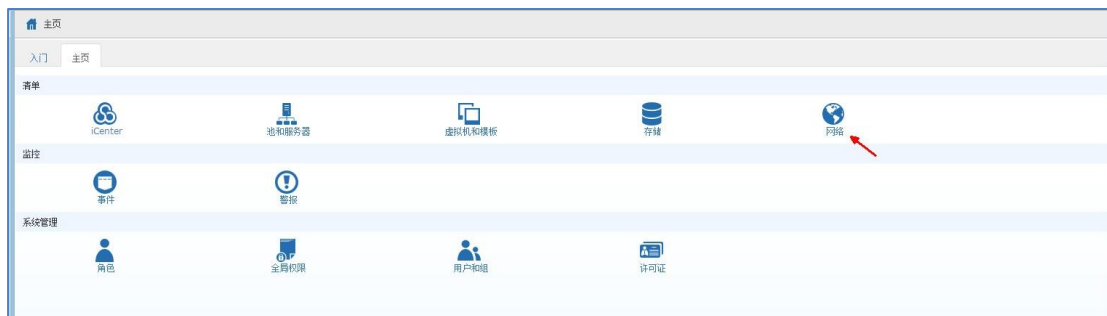 主页
入门 主页
清单
iCenter 池和服务器 虚拟机和模板 存储 网络
监控
事件 警报
系统管理
角色 全局权限 用户和组 许可证